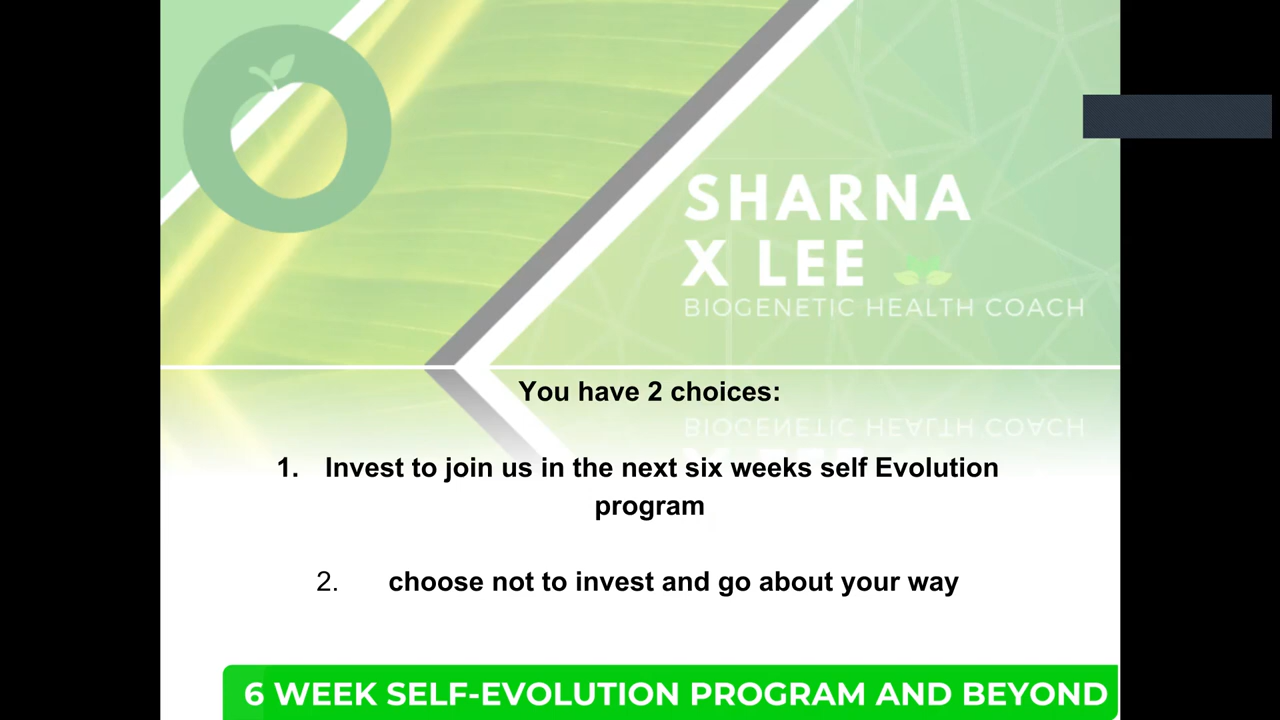 SHARNA
X LEE
BIOGENETIC HEALTH COACH
You have 2 choices:
BIOGENETIC HEALTH COACH
1. Invest to join us in the next six weeks self Evolution
program
2. choose not to invest and go about your way
6 WEEK SELF-EVOLUTION PROGRAM AND BEYOND